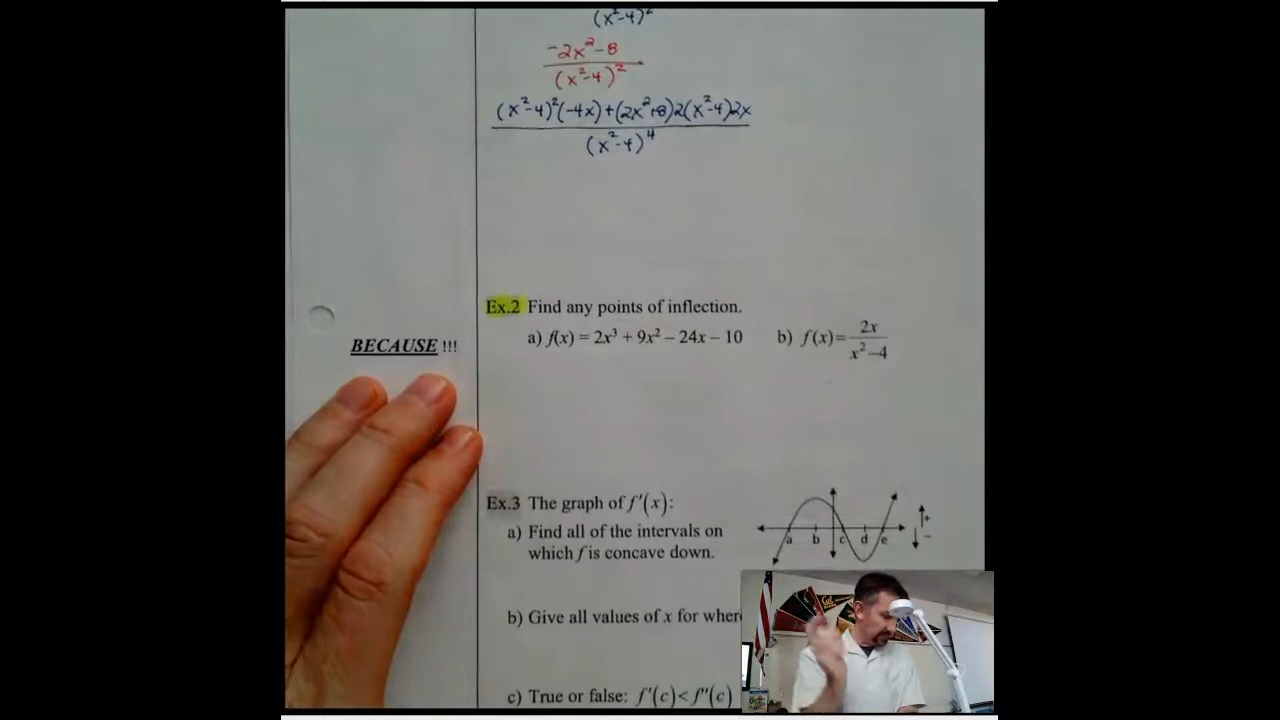 (x²-4)²
-2x²-8
(x²-4)²
(x²-4)²(-4x)+(2x²+8)2(x²-4)2x
(x²-4)⁴
Ex.2 Find any points of inflection.
a) f(x) = 2x³ + 9x² – 24x – 10 b) f(x)= 2x
x²–4
BECAUSE !!!
Ex.3 The graph of f′(x):
a) Find all of the intervals on
which f is concave down.
a b c d e
+
−
b) Give all values of x for where
c) True or false: f′(c)< f″(c)